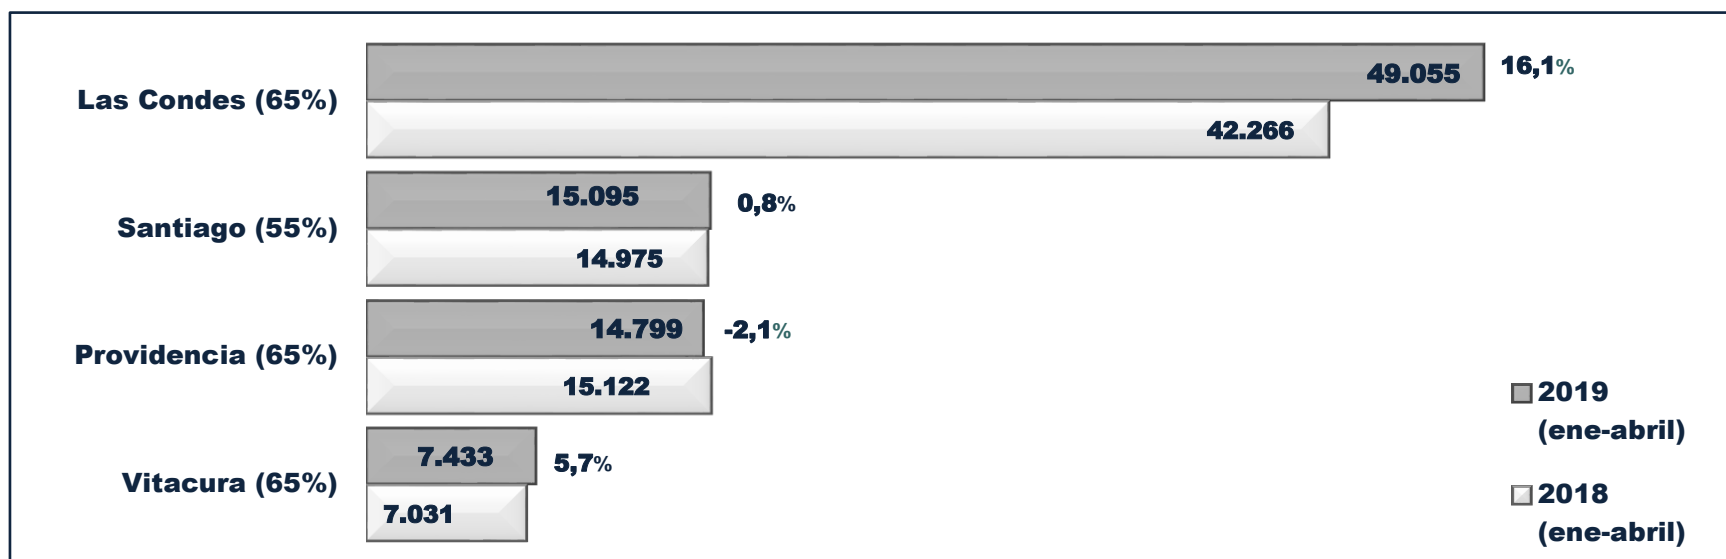 Las Condes (65%)
49.055
16,1%
42.266
Santiago (55%)
15.095
0,8%
14.975
Providencia (65%)
14.799
-2,1%
15.122
Vitacura (65%)
7.433
5,7%
7.031
2019
(ene-abril)
2018
(ene-abril)